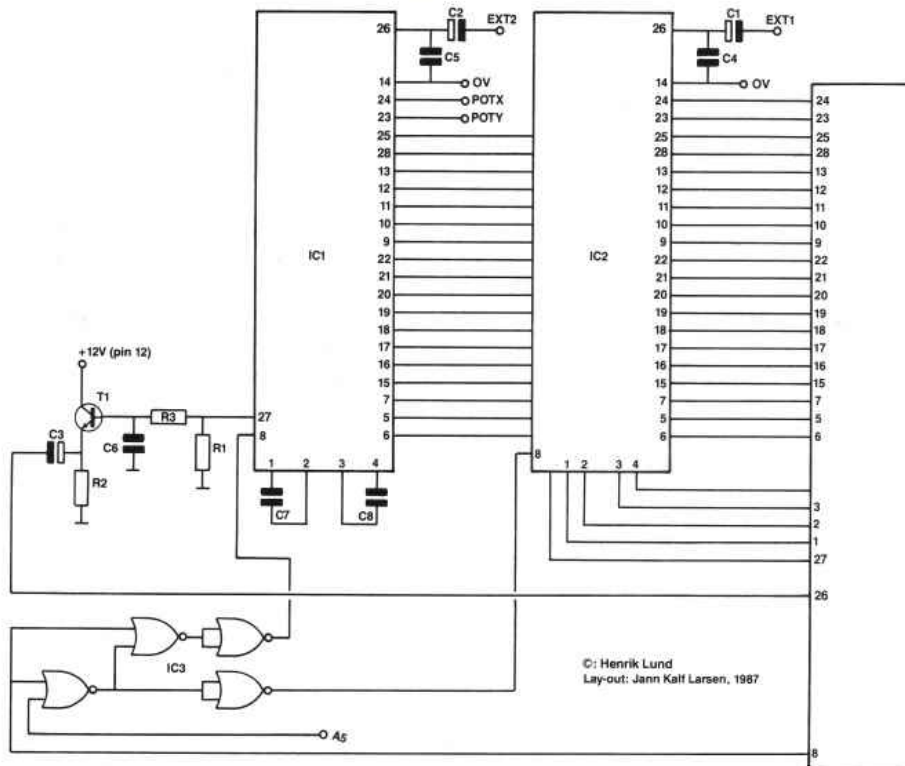 C2 EXT2
26
C5
14 OV
24 POTX
23 POTY
25
28
13
12
11
10
9
IC1
22
21
20
19
18
17
16
15
7
27 5
8 6
1 2 3 4
C7 C8
C1 EXT1
26
C4
14 OV
24
23
25
28
13
12
11
10
9
IC2
22
21
20
19
18
17
16
15
7
5
6
8
1 2 3 4
24
23
25
28
13
12
11
10
9
22
21
20
19
18
17
16
15
7
5
6
3
2
1
27
26
8
+12V (pin 12)
T1
C3
R3
C6
R1
R2
IC3
A5
©: Henrik Lund
Lay-out: Jann Kalf Larsen, 1987